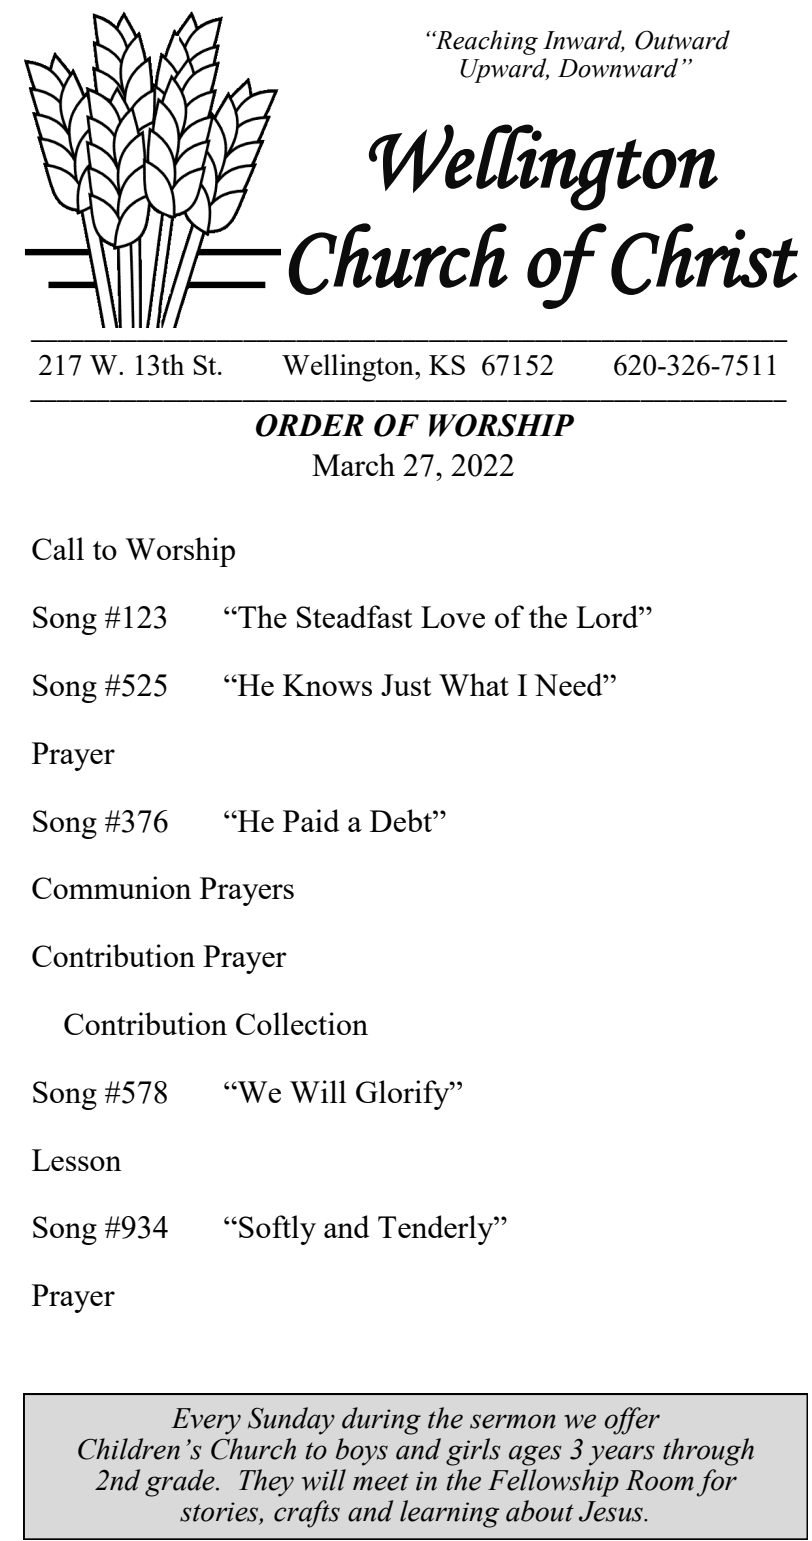 “Reaching Inward, Outward
Upward, Downward”
Wellington
Church of Christ
217 W. 13th St. Wellington, KS 67152 620-326-7511
ORDER OF WORSHIP
March 27, 2022
Call to Worship
Song #123 “The Steadfast Love of the Lord”
Song #525 “He Knows Just What I Need”
Prayer
Song #376 “He Paid a Debt”
Communion Prayers
Contribution Prayer
Contribution Collection
Song #578 “We Will Glorify”
Lesson
Song #934 “Softly and Tenderly”
Prayer
Every Sunday during the sermon we offer
Children’s Church to boys and girls ages 3 years through
2nd grade. They will meet in the Fellowship Room for
stories, crafts and learning about Jesus.